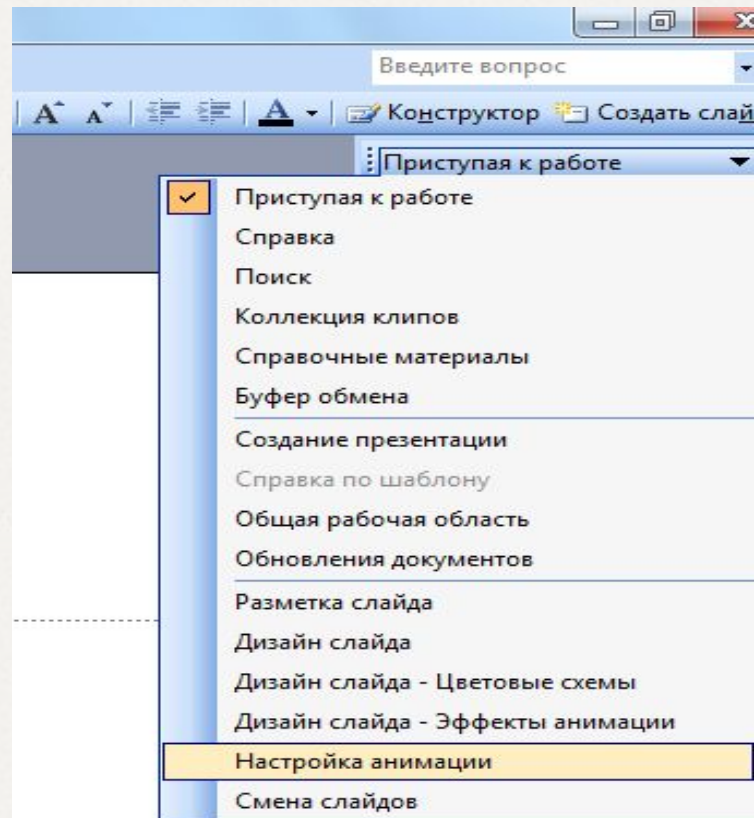 Введите вопрос
A A A Конструктор Создать слай
Приступая к работе
Приступая к работе
Справка
Поиск
Коллекция клипов
Справочные материалы
Буфер обмена
Создание презентации
Справка по шаблону
Общая рабочая область
Обновления документов
Разметка слайда
Дизайн слайда
Дизайн слайда - Цветовые схемы
Дизайн слайда - Эффекты анимации
Настройка анимации
Смена слайдов